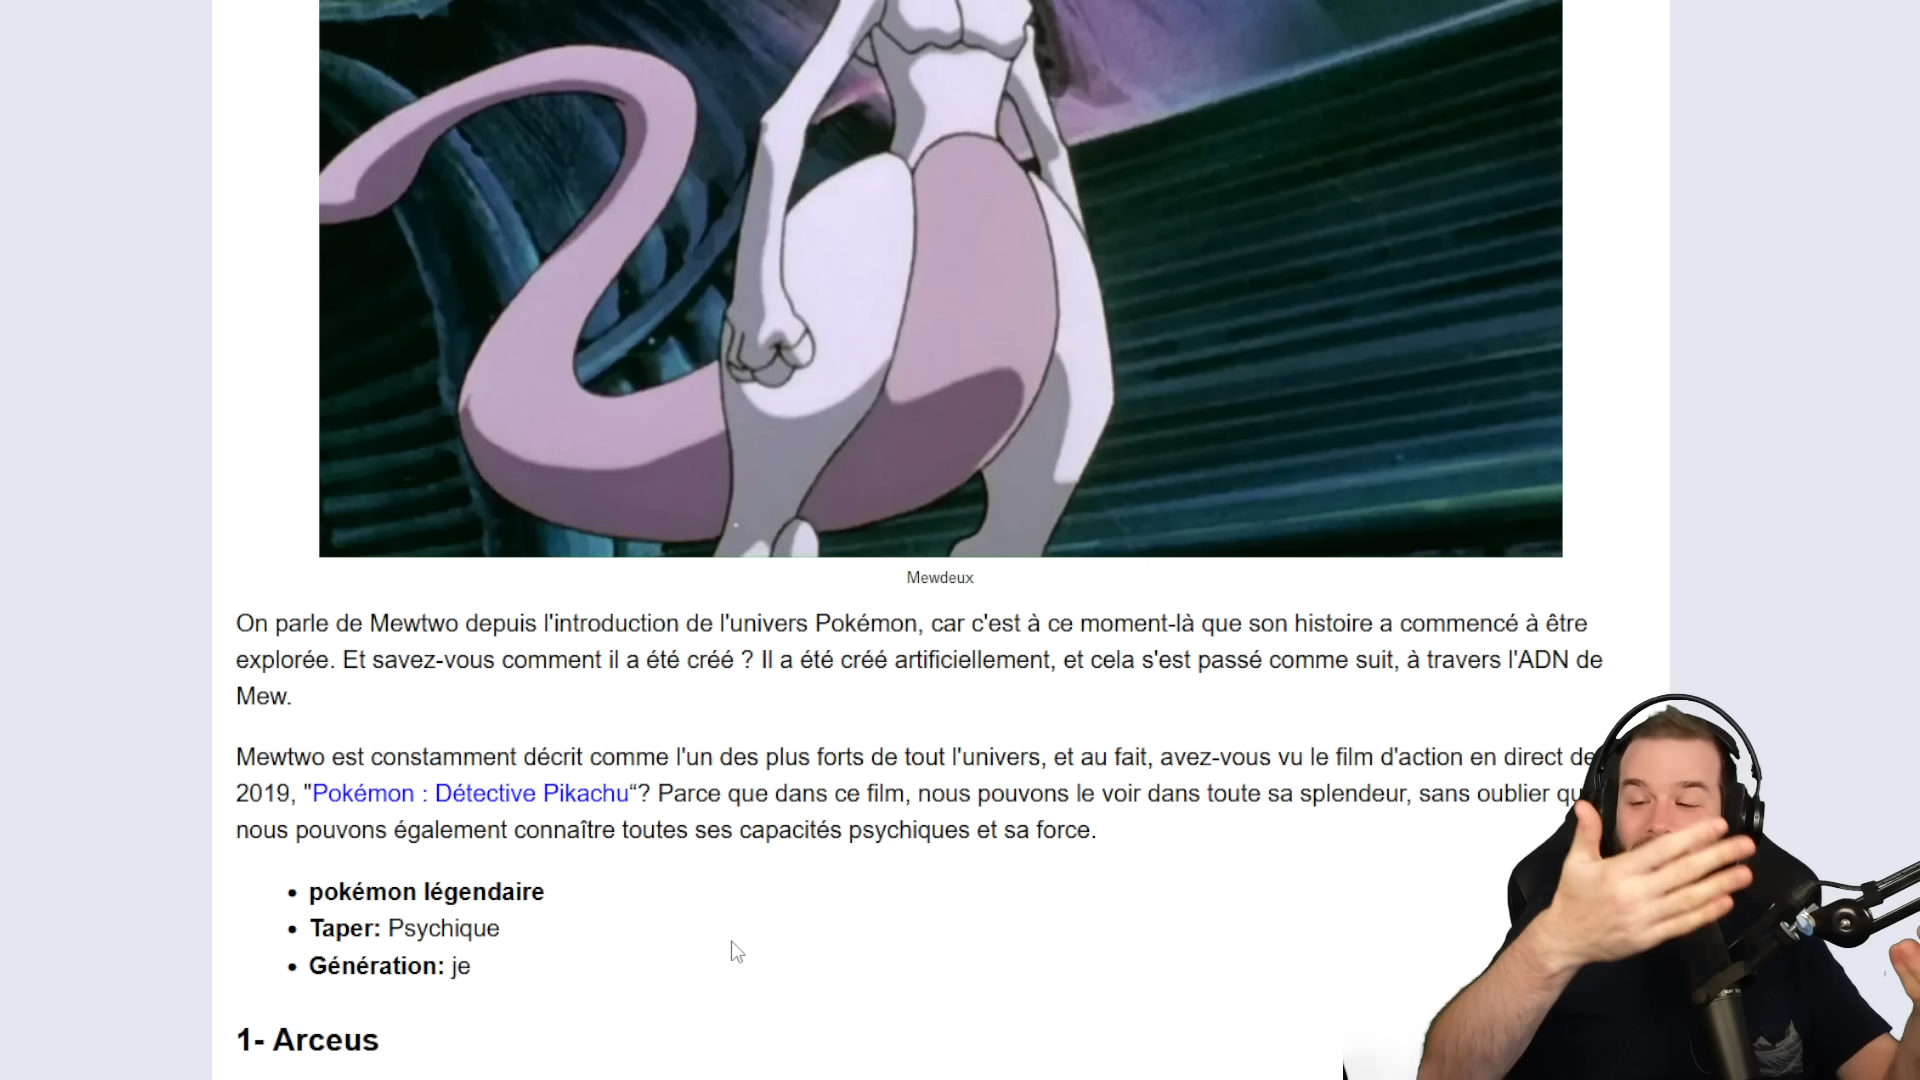 Mewdeux
On parle de Mewtwo depuis l'introduction de l'univers Pokémon, car c'est à ce moment-là que son histoire a commencé à être
explorée. Et savez-vous comment il a été créé ? Il a été créé artificiellement, et cela s'est passé comme suit, à travers l'ADN de
Mew.
Mewtwo est constamment décrit comme l'un des plus forts de tout l'univers, et au fait, avez-vous vu le film d'action en direct de
2019, "Pokémon : Détective Pikachu“? Parce que dans ce film, nous pouvons le voir dans toute sa splendeur, sans oublier
nous pouvons également connaître toutes ses capacités psychiques et sa force.
• pokémon légendaire
• Taper: Psychique
• Génération: je
1- Arceus